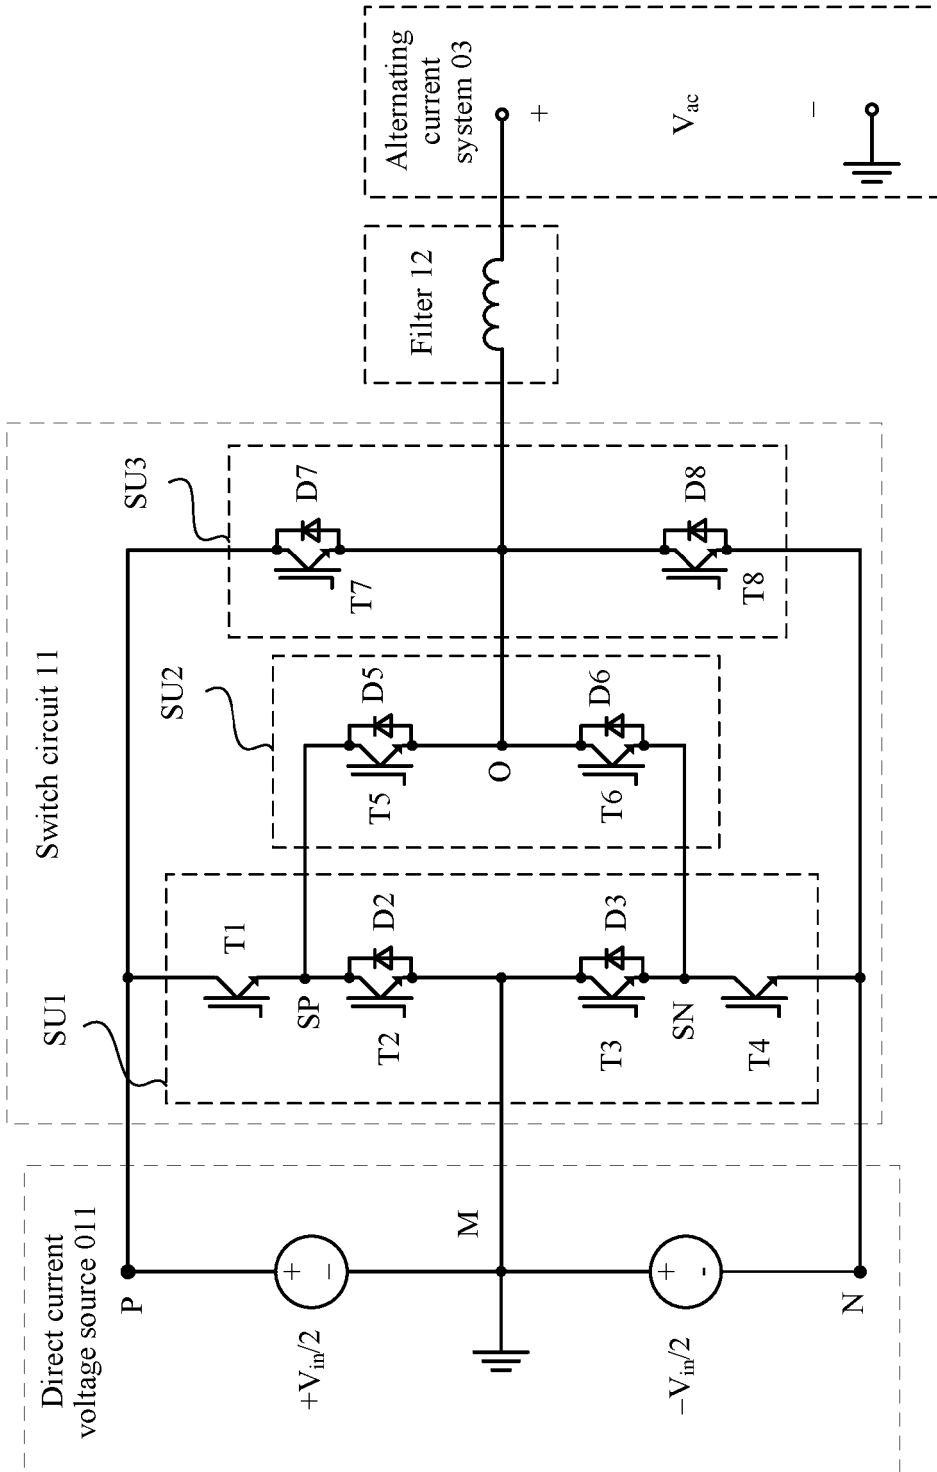 Direct current
voltage source 011
P
+
−
+Vin/2
M
+
-
−Vin/2
N
Switch circuit 11
SU1
T1
SP
T2
D2
T3
D3
SN
T4
SU2
T5
D5
O
T6
D6
SU3
T7
D7
T8
D8
Filter 12
Alternating
current
system 03
+
Vac
−